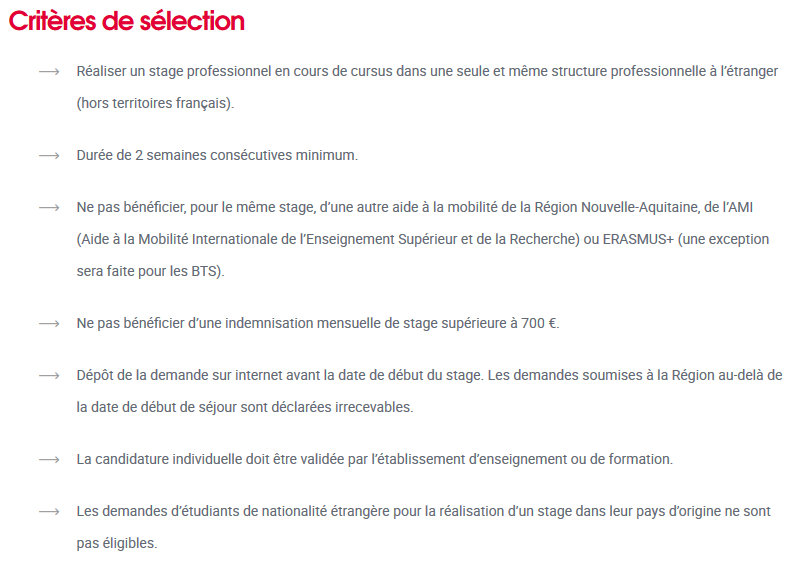 Critères de sélection
Réaliser un stage professionnel en cours de cursus dans une seule et même structure professionnelle à l'étranger
(hors territoires français).
Durée de 2 semaines consécutives minimum.
Ne pas bénéficier, pour le même stage, d'une autre aide à la mobilité de la Région Nouvelle-Aquitaine, de l'AMI
(Aide à la Mobilité Internationale de l'Enseignement Supérieur et de la Recherche) ou ERASMUS+ (une exception
sera faite pour les BTS).
Ne pas bénéficier d'une indemnisation mensuelle de stage supérieure à 700 €.
Dépôt de la demande sur internet avant la date de début du stage. Les demandes soumises à la Région au-delà de
la date de début de séjour sont déclarées irrecevables.
La candidature individuelle doit être validée par l'établissement d'enseignement ou de formation.
Les demandes d'étudiants de nationalité étrangère pour la réalisation d'un stage dans leur pays d'origine ne sont
pas éligibles.